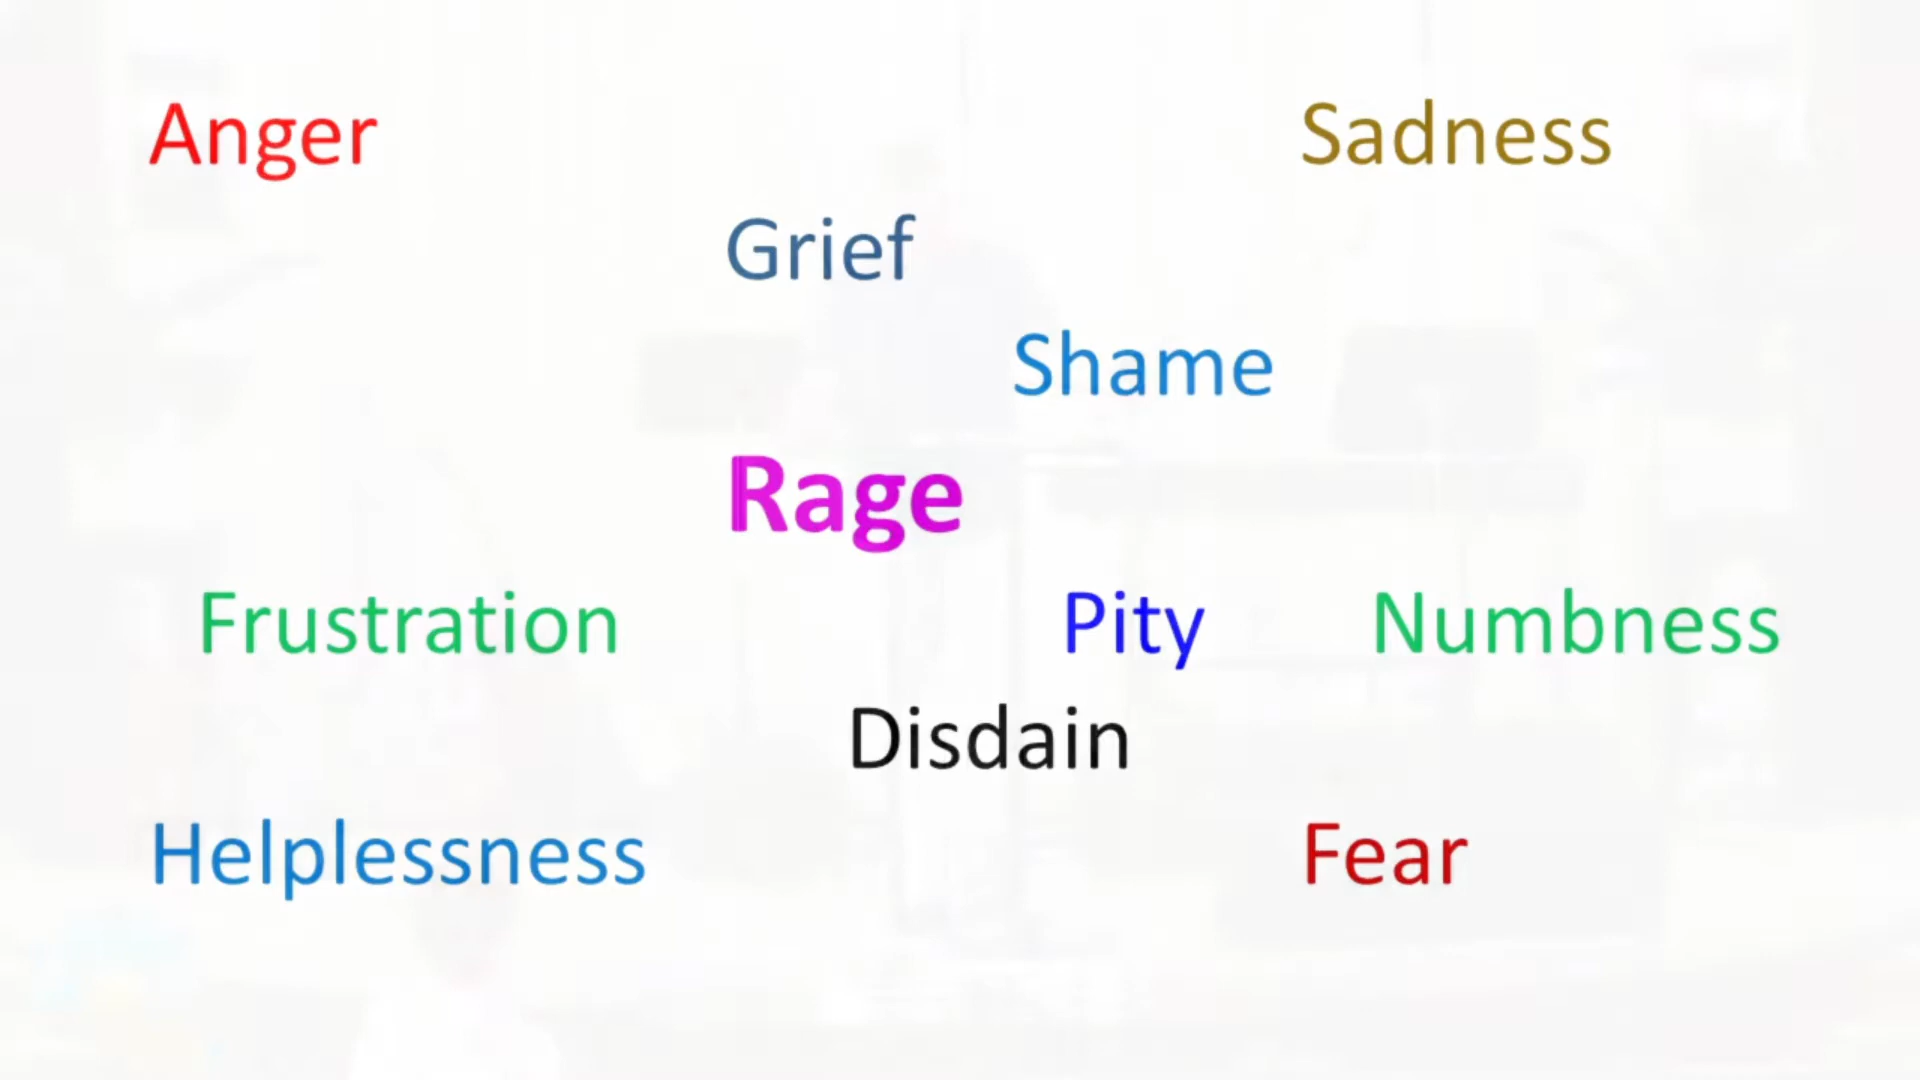 Anger Sadness
Grief
Shame
Rage
Frustration Pity Numbness
Disdain
Helplessness Fear